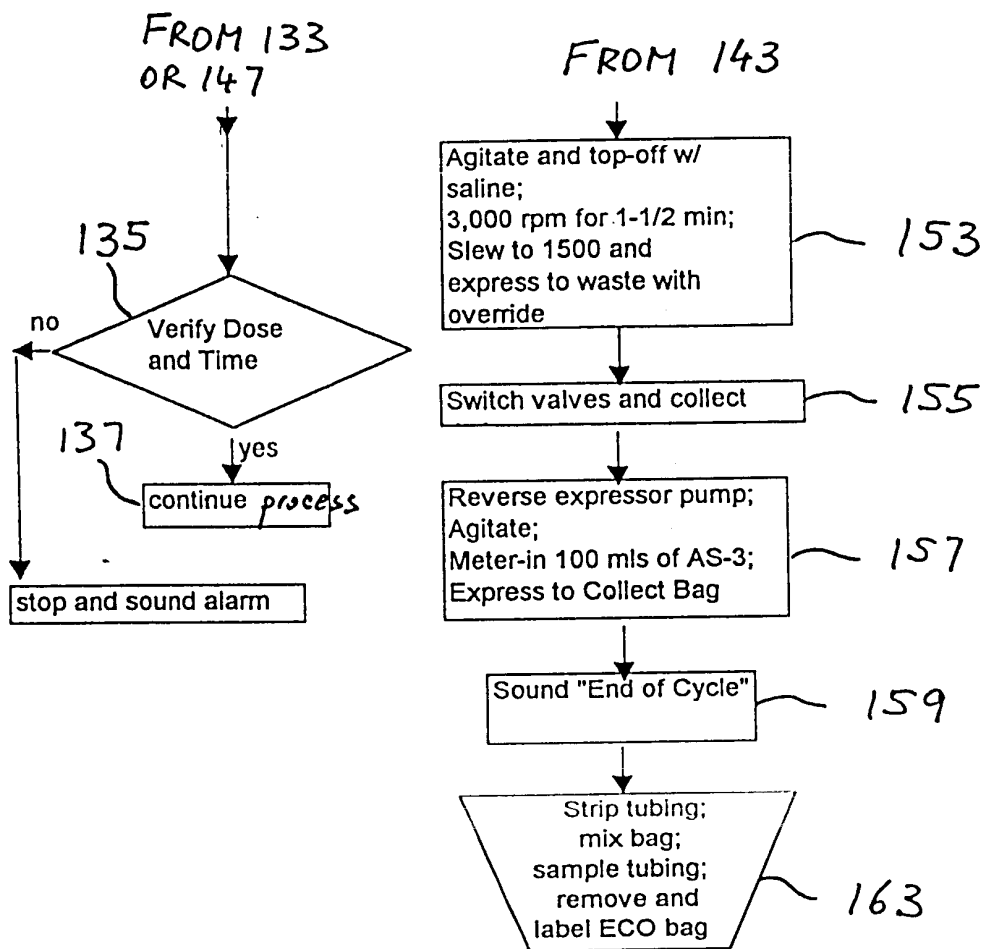 FROM 133
OR 147
135
Verify Dose
and Time
no
yes
137
continue process
stop and sound alarm
FROM 143
Agitate and top-off w/
saline;
3,000 rpm for 1-1/2 min;
Slew to 1500 and
express to waste with
override
153
Switch valves and collect
155
Reverse expressor pump;
Agitate;
Meter-in 100 mls of AS-3;
Express to Collect Bag
157
Sound "End of Cycle"
159
Strip tubing;
mix bag;
sample tubing;
remove and
label ECO bag
163